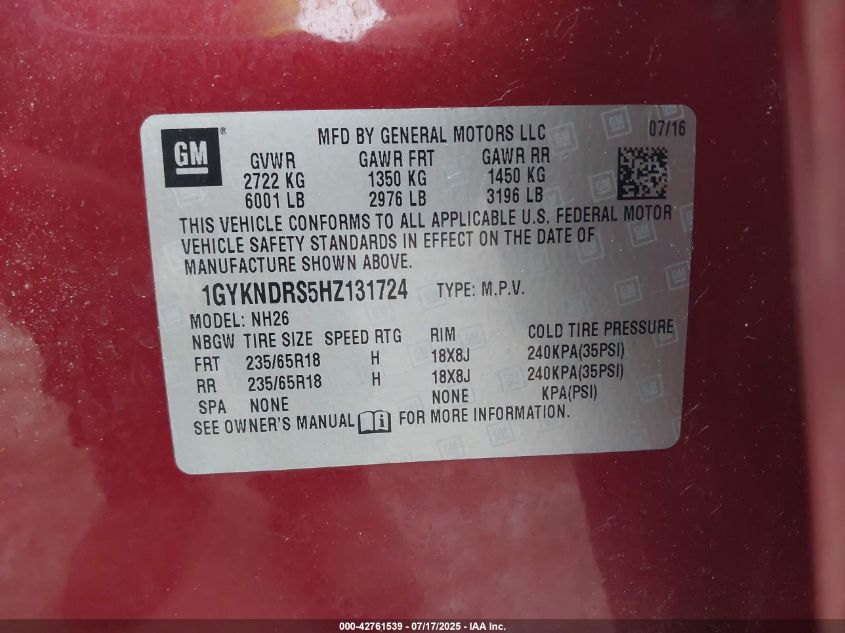 GM ® MFD BY GENERAL MOTORS LLC 07/16
GVWR GAWR FRT GAWR RR
2722 KG 1350 KG 1450 KG
6001 LB 2976 LB 3196 LB
THIS VEHICLE CONFORMS TO ALL APPLICABLE U.S. FEDERAL MOTOR
VEHICLE SAFETY STANDARDS IN EFFECT ON THE DATE OF
MANUFACTURE SHOWN ABOVE.
1GYKNDRS5HZ131724 TYPE: M.P.V.
MODEL: NH26
NBGW TIRE SIZE SPEED RTG RIM COLD TIRE PRESSURE
FRT 235/65R18 H 18X8J 240KPA(35PSI)
RR 235/65R18 H 18X8J 240KPA(35PSI)
SPA NONE NONE KPA(PSI)
SEE OWNER'S MANUAL FOR MORE INFORMATION.
000-42761539 - 07/17/2025 - IAA Inc.